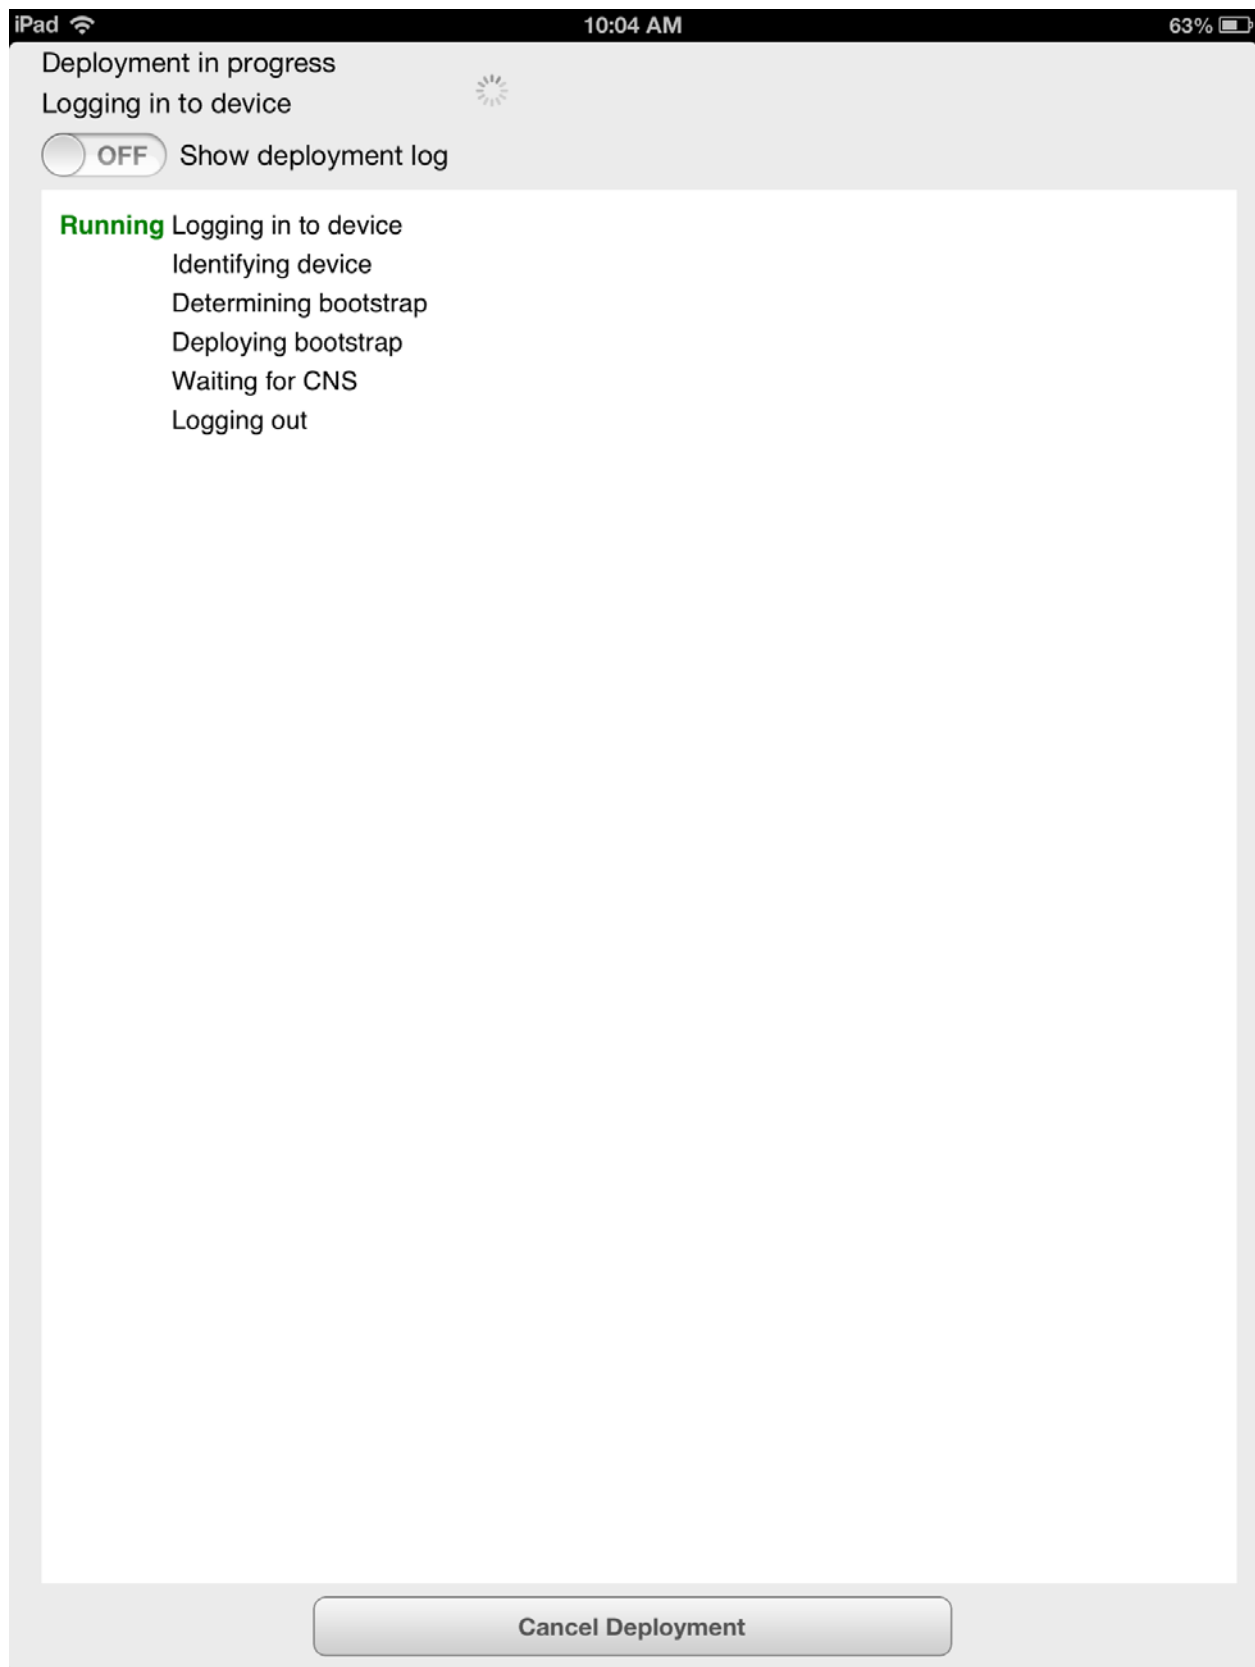 iPad 10:04 AM 63%
Deployment in progress
Logging in to device
OFF Show deployment log
Running Logging in to device
Identifying device
Determining bootstrap
Deploying bootstrap
Waiting for CNS
Logging out
Cancel Deployment